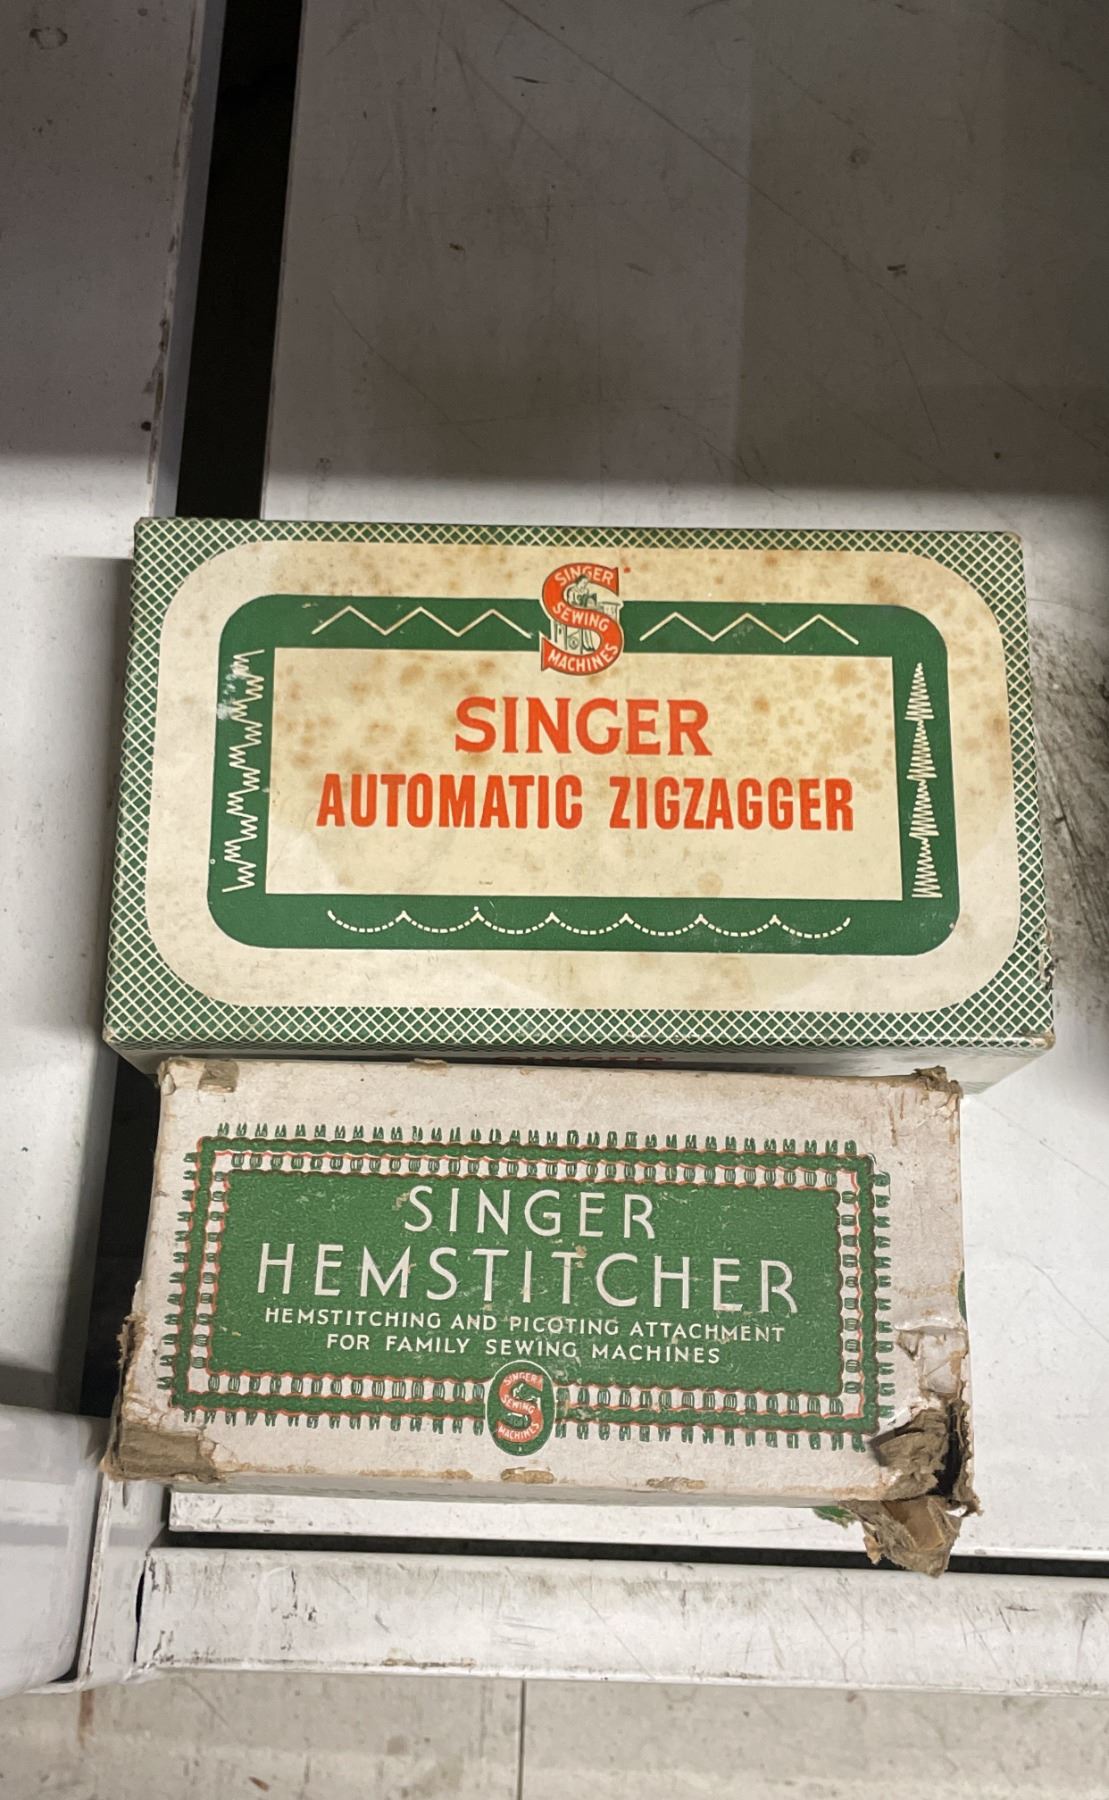 SINGER
SEWING
MACHINES
SINGER
AUTOMATIC ZIGZAGGER
SINGER
SINGER
HEMSTITCHER
HEMSTITCHING AND PICOTING ATTACHMENT
FOR FAMILY SEWING MACHINES
SINGER
SEWING
MACHINES